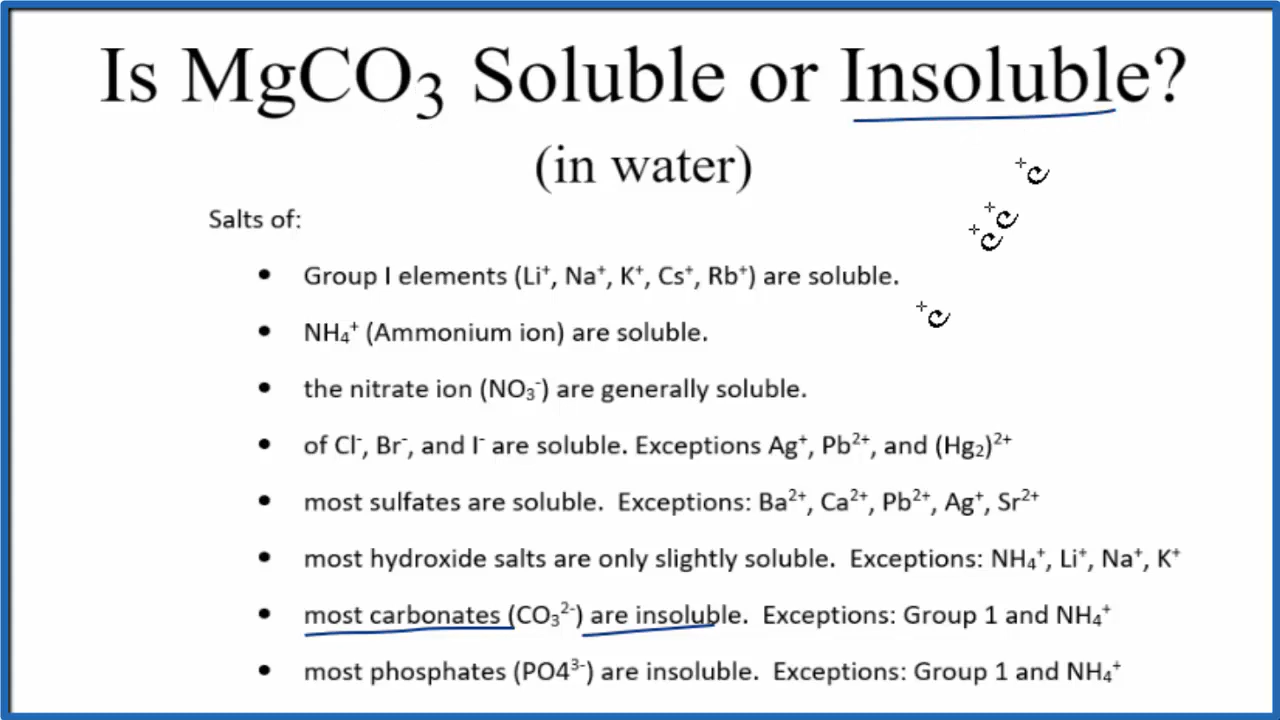 Is MgCO₃ Soluble or Insoluble?
(in water)
Salts of:
• Group I elements (Li⁺, Na⁺, K⁺, Cs⁺, Rb⁺) are soluble.
• NH₄⁺ (Ammonium ion) are soluble.
• the nitrate ion (NO₃⁻) are generally soluble.
• of Cl⁻, Br⁻, and I⁻ are soluble. Exceptions Ag⁺, Pb²⁺, and (Hg₂)²⁺
• most sulfates are soluble. Exceptions: Ba²⁺, Ca²⁺, Pb²⁺, Ag⁺, Sr²⁺
• most hydroxide salts are only slightly soluble. Exceptions: NH₄⁺, Li⁺, Na⁺, K⁺
• most carbonates (CO₃²⁻) are insoluble. Exceptions: Group 1 and NH₄⁺
• most phosphates (PO4³⁻) are insoluble. Exceptions: Group 1 and NH₄⁺